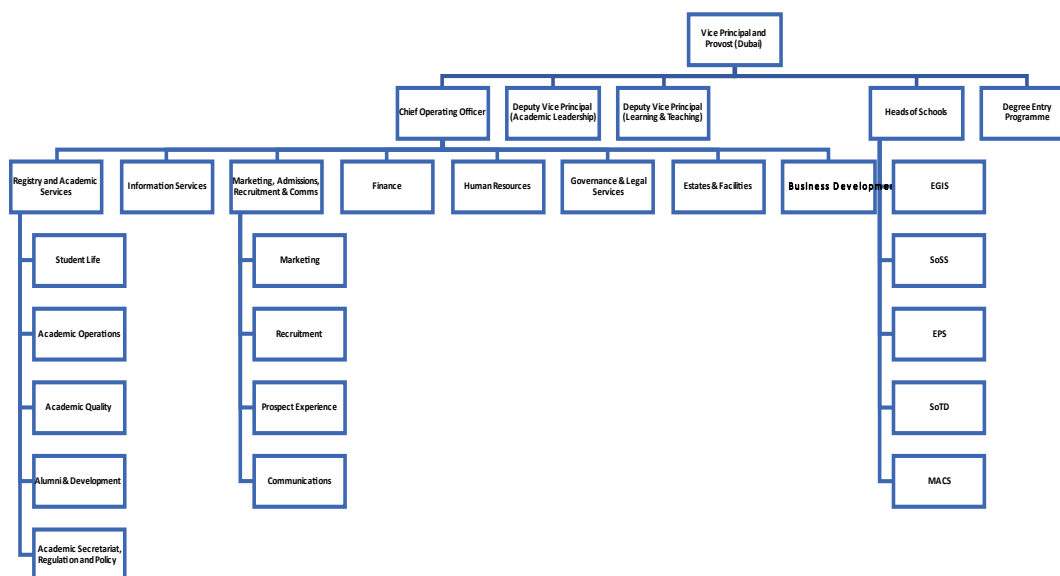 Vice Principal and
Provost (Dubai)
Chief Operating Officer
Deputy Vice Principal
(Academic Leadership)
Deputy Vice Principal
(Learning & Teaching)
Heads of Schools
Degree Entry
Programme
Registry and Academic
Services
Information Services
Marketing, Admissions,
Recruitment & Comms
Finance
Human Resources
Governance & Legal
Services
Estates & Facilities
Business Developme
EGIS
Student Life
Marketing
SoSS
Academic Operations
Recruitment
EPS
Academic Quality
Prospect Experience
SoTD
Alumni & Development
Communications
MACS
Academic Secretariat,
Regulation and Policy